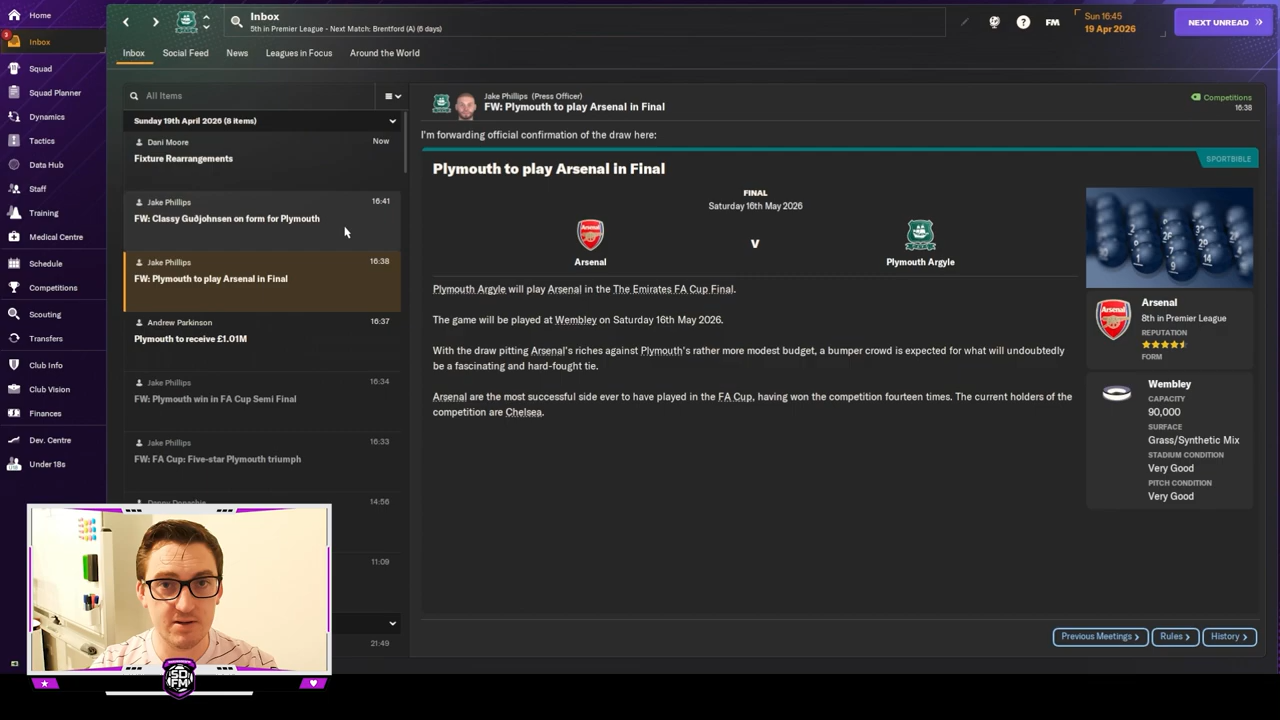 Home
3
Inbox
Squad
Squad Planner
Dynamics
Tactics
Data Hub
Staff
Training
Medical Centre
Schedule
Competitions
Scouting
Transfers
Club Info
Club Vision
Finances
Dev. Centre
Under 18s
Inbox
5th in Premier League - Next Match: Brentford (A) (6 days)
FM
Sun 16:45
19 Apr 2026
NEXT UNREAD
Inbox
Social Feed
News
Leagues in Focus
Around the World
All Items
Sunday 19th April 2026 (8 items)
Dani Moore
Now
Fixture Rearrangements
Jake Phillips
16:41
FW: Classy Guðjohnsen on form for Plymouth
Jake Phillips
16:38
FW: Plymouth to play Arsenal in Final
Andrew Parkinson
16:37
Plymouth to receive £1.01M
Jake Phillips
16:34
FW: Plymouth win in FA Cup Semi Final
Jake Phillips
16:33
FW: FA Cup: Five-star Plymouth triumph
14:56
11:09
21:49
Jake Phillips (Press Officer)
FW: Plymouth to play Arsenal in Final
Competitions
16:38
I'm forwarding official confirmation of the draw here:
SPORTBIBLE
Plymouth to play Arsenal in Final
FINAL
Saturday 16th May 2026
Arsenal
v
Plymouth Argyle
Plymouth Argyle will play Arsenal in the The Emirates FA Cup Final.
The game will be played at Wembley on Saturday 16th May 2026.
With the draw pitting Arsenal's riches against Plymouth's rather more modest budget, a bumper crowd is expected for what will undoubtedly
be a fascinating and hard-fought tie.
Arsenal are the most successful side ever to have played in the FA Cup, having won the competition fourteen times. The current holders of the
competition are Chelsea.
Arsenal
8th in Premier League
REPUTATION
FORM
Wembley
CAPACITY
90,000
SURFACE
Grass/Synthetic Mix
STADIUM CONDITION
Very Good
PITCH CONDITION
Very Good
Previous Meetings
Rules
History
SD
FM